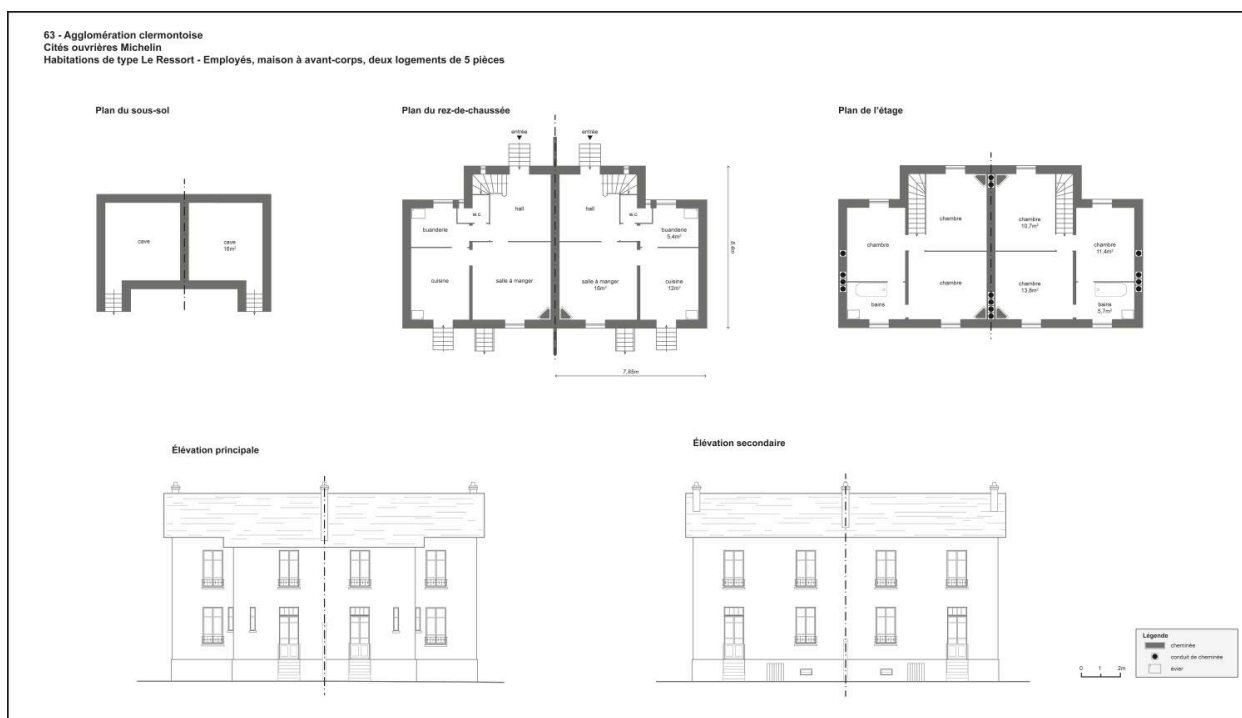 63 - Agglomération clermontoise
Cités ouvrières Michelin
Habitations de type Le Ressort - Employés, maison à avant-corps, deux logements de 5 pièces
Plan du sous-sol
Plan du rez-de-chaussée
Plan de l'étage
cave
cave
16m²
entrée
entrée
hall
hall
w.c.
w.c.
buanderie
buanderie
5,4m²
cuisine
salle à manger
salle à manger
16m²
cuisine
12m²
7,85m
chambre
chambre
chambre
10,7m²
chambre
11,4m²
chambre
chambre
13,9m²
bains
bains
5,7m²
Élévation principale
Élévation secondaire
Légende
cheminée
conduit de cheminée
évier
0 1 2m